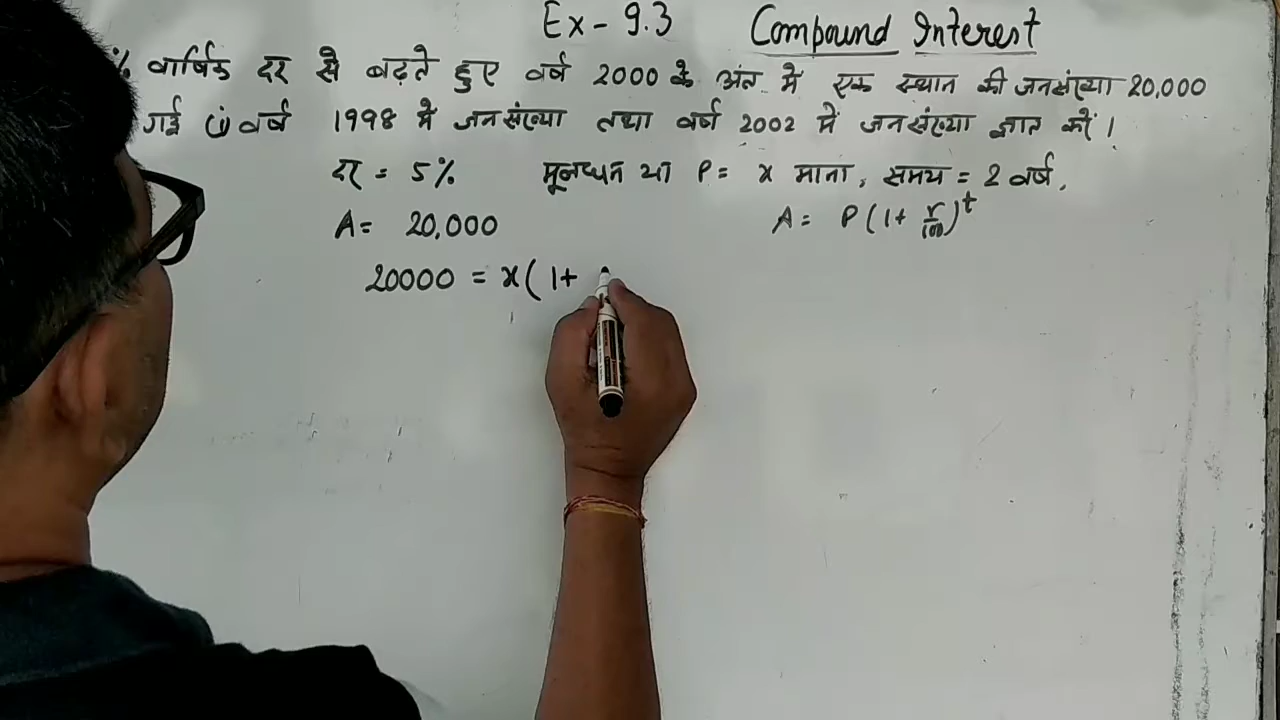 Ex - 9.3 Compound Interest
% वार्षिक दर से बढ़ते हुए वर्ष 2000 के अंत में एक स्थान की जनसंख्या 20,000
गई (i) वर्ष 1998 में जनसंख्या तथा वर्ष 2002 में जनसंख्या ज्ञात करें।
दर = 5% मूलधन या P = x माना, समय = 2 वर्ष,
A = 20,000 A = P(1+ r/100)^t
20000 = x( 1+